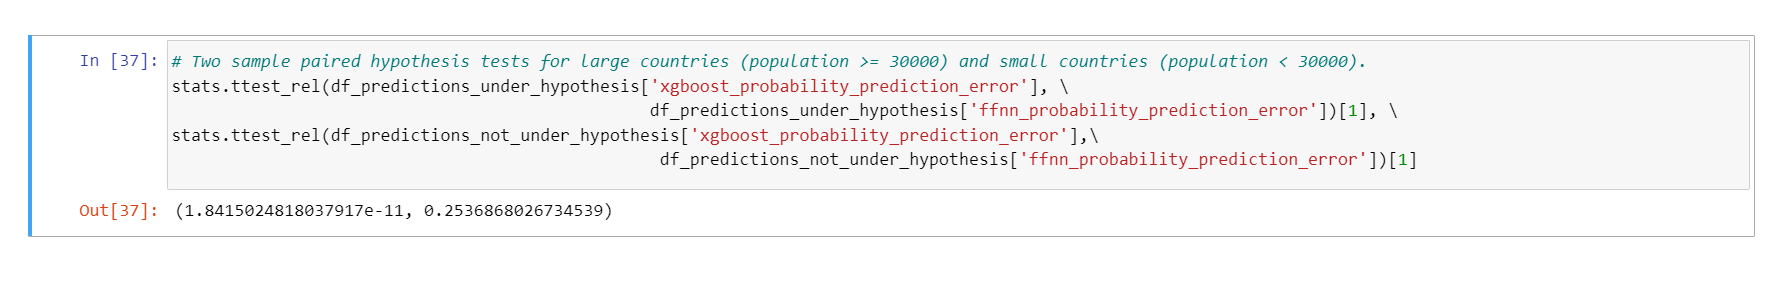 In [37]: # Two sample paired hypothesis tests for large countries (population >= 30000) and small countries (population < 30000).
stats.ttest_rel(df_predictions_under_hypothesis['xgboost_probability_prediction_error'], \
df_predictions_under_hypothesis['ffnn_probability_prediction_error'])[1], \
stats.ttest_rel(df_predictions_not_under_hypothesis['xgboost_probability_prediction_error'],\
df_predictions_not_under_hypothesis['ffnn_probability_prediction_error'])[1]
Out[37]: (1.8415024818037917e-11, 0.2536868026734539)